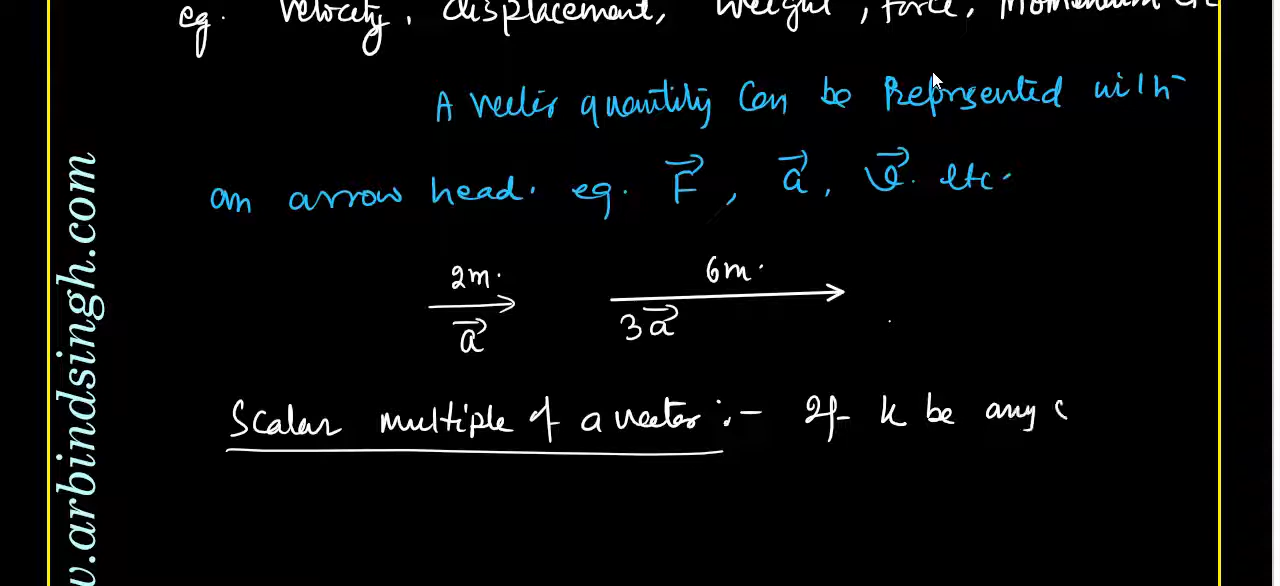 eg. Velocity, displacement, weight, force, momentum etc
A vector quantity can be Represented with
an arrow head. eg. F⃗, a⃗, v⃗. etc.
2m. 6m.
a⃗ 3a⃗
Scalar multiple of a vector :- If k be any
w.arbindsingh.com